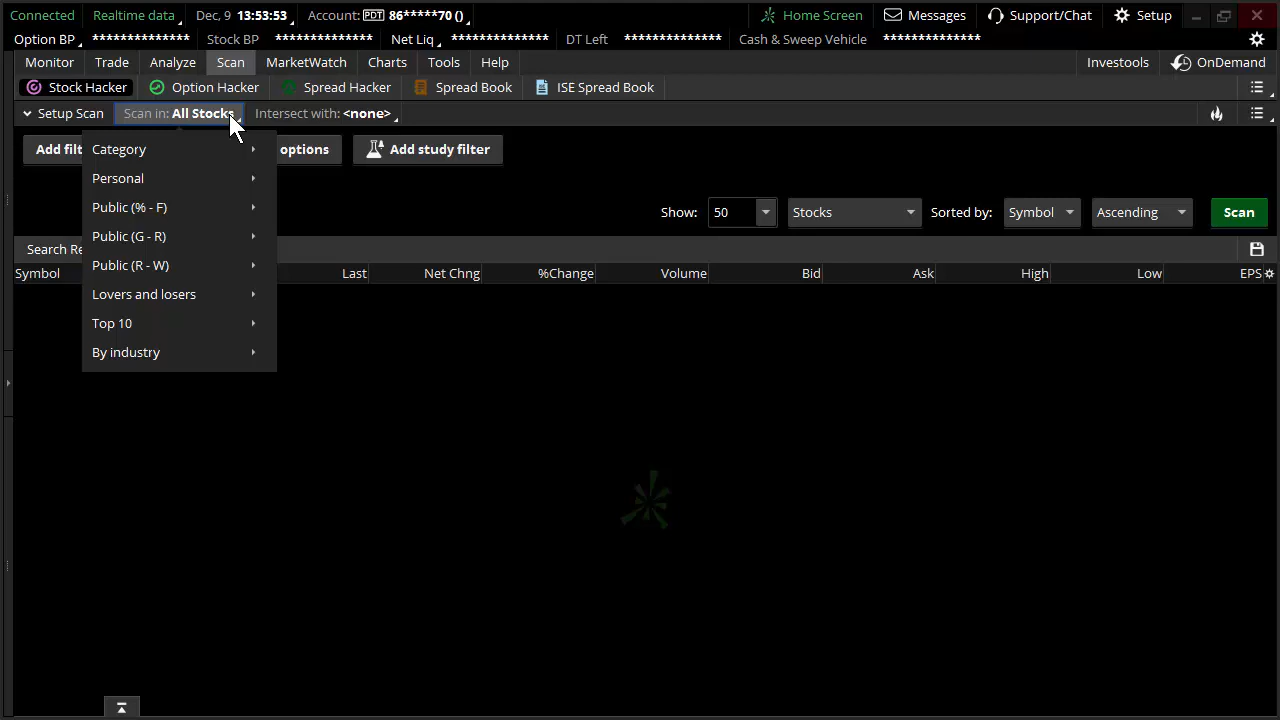 Connected Realtime data Dec, 9 13:53:53 Account: PDT 86*****70 () Home Screen Messages Support/Chat Setup
Option BP ************** Stock BP ************** Net Liq ************** DT Left ************** Cash & Sweep Vehicle **************
Monitor Trade Analyze Scan MarketWatch Charts Tools Help Investools OnDemand
Stock Hacker Option Hacker Spread Hacker Spread Book ISE Spread Book
Setup Scan Scan in: All Stocks Intersect with: <none>
Add filt options Add study filter
Category
Personal
Public (% - F)
Public (G - R)
Public (R - W)
Lovers and losers
Top 10
By industry
Show: 50 Stocks Sorted by: Symbol Ascending Scan
Search Re
Symbol Last Net Chng %Change Volume Bid Ask High Low EPS